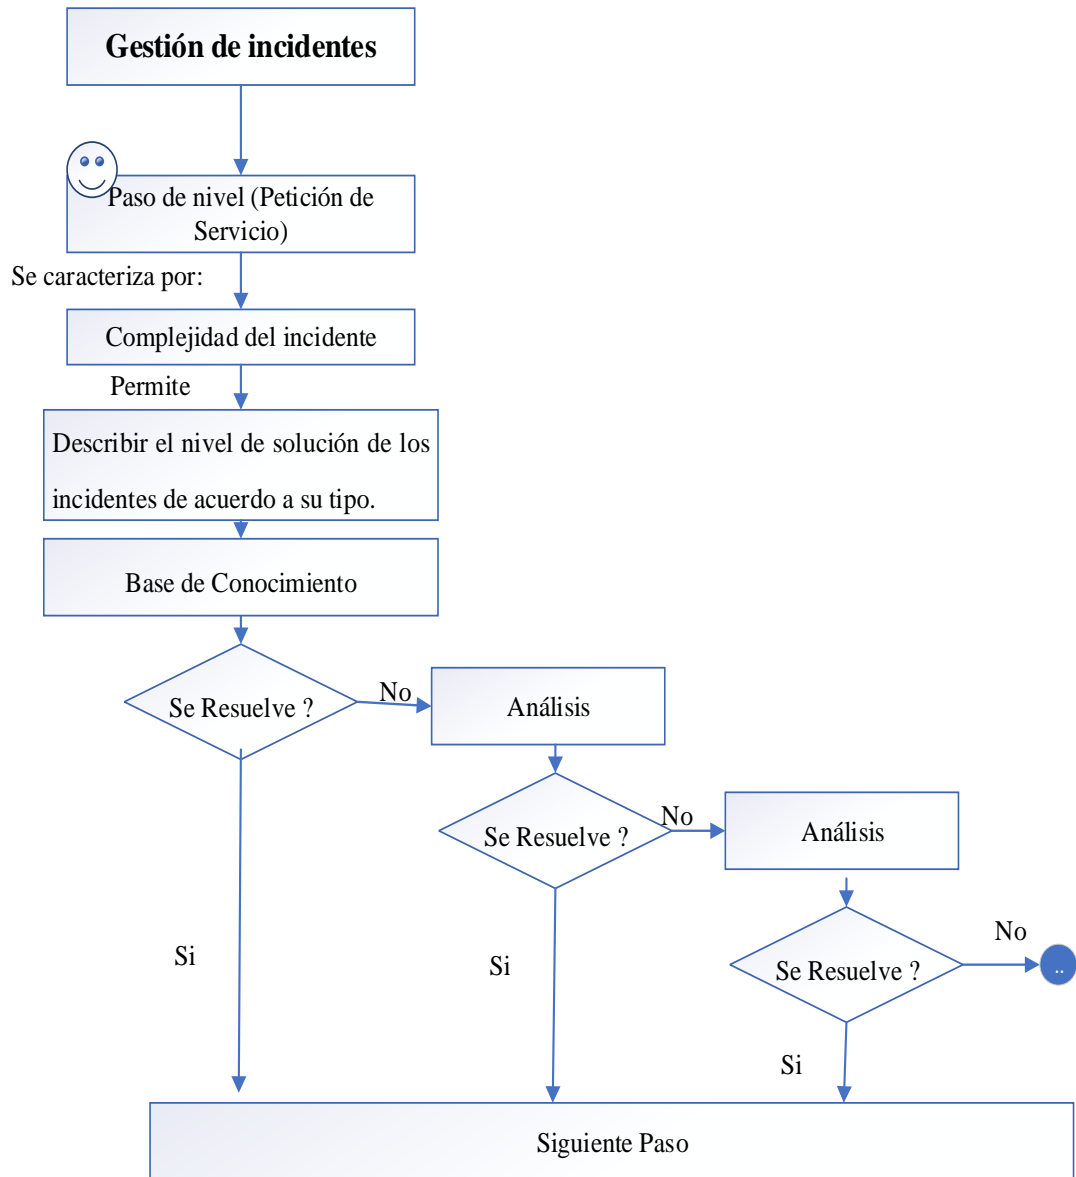 Gestión de incidentes
Paso de nivel (Petición de
Servicio)
Se caracteriza por:
Complejidad del incidente
Permite
Describir el nivel de solución de los
incidentes de acuerdo a su tipo.
Base de Conocimiento
Se Resuelve ?
No
Análisis
Se Resuelve ?
No
Análisis
Si
Si
Se Resuelve ?
No
..
Si
Siguiente Paso